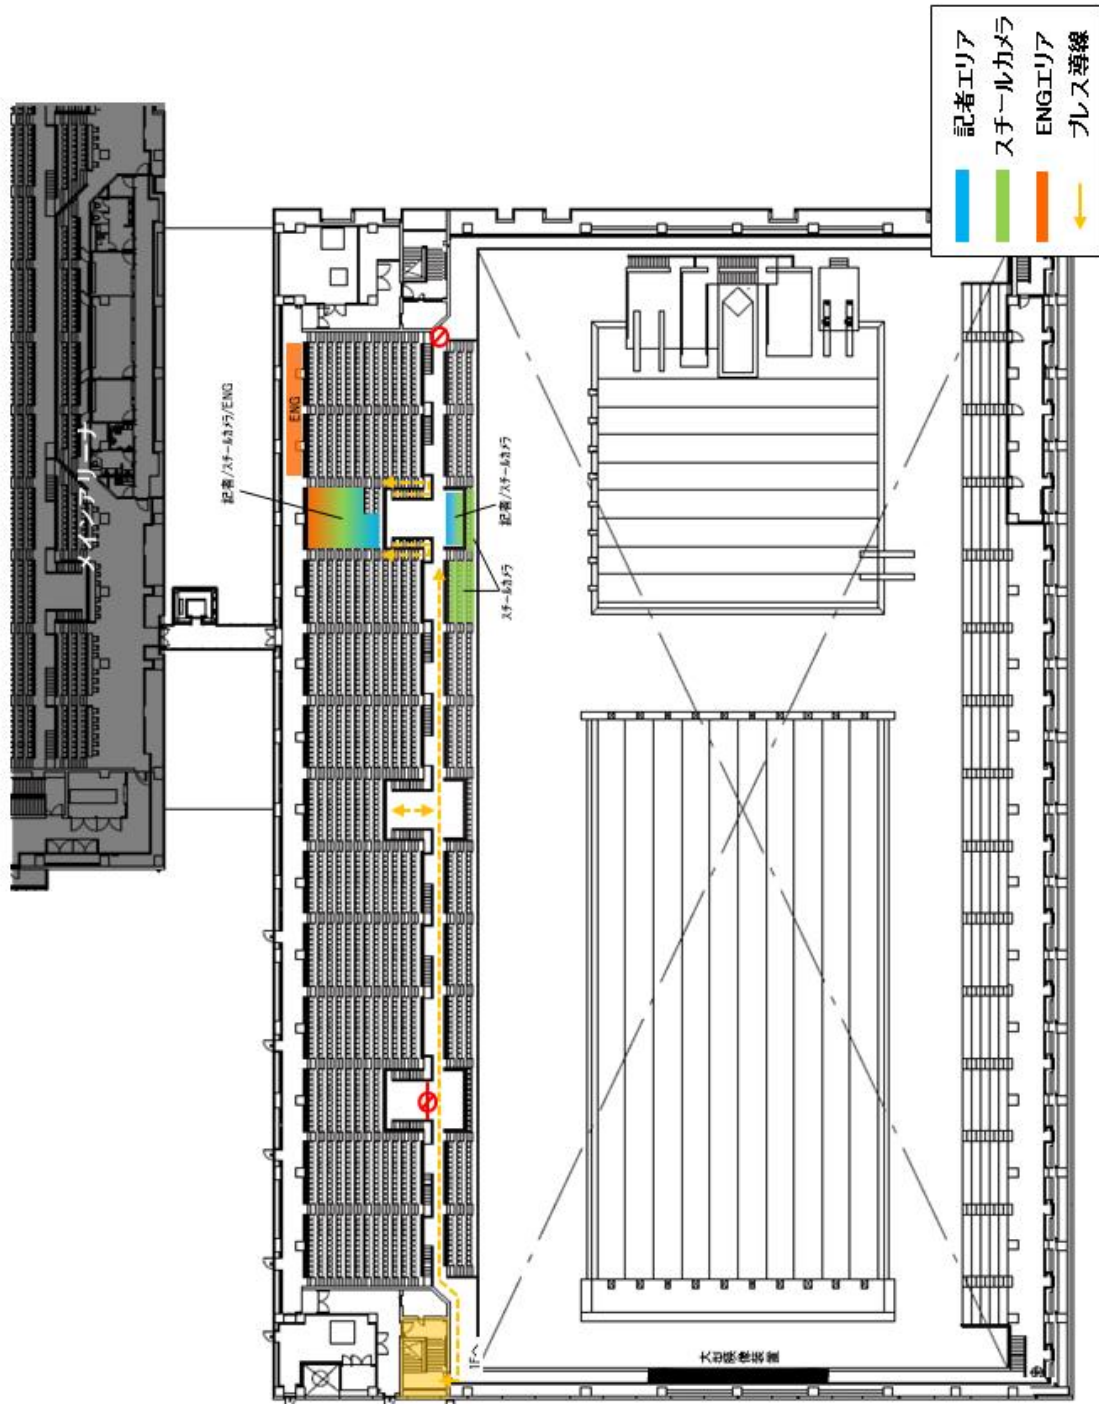 記者エリア
スチールカメラ
ENGエリア
プレス導線
メインアリーナ
ENG
記者/スチールカメラ/ENG
記者/スチールカメラ
スチールカメラ
1Fへ
大型映像装置